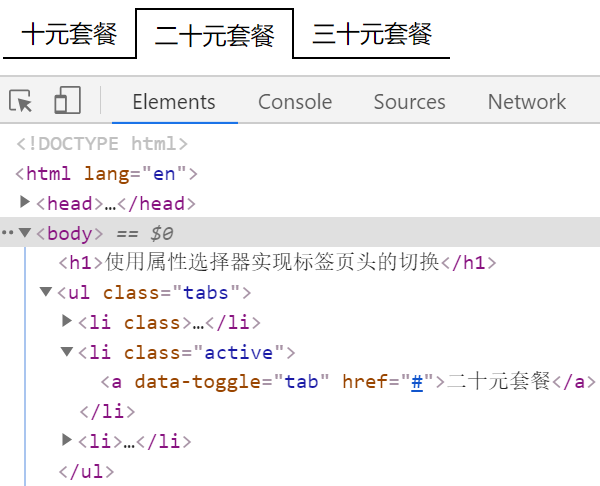 十元套餐 二十元套餐 三十元套餐
Elements Console Sources Network
<!DOCTYPE html>
<html lang="en">
<head>…</head>
<body> == $0
<h1>使用属性选择器实现标签页头的切换</h1>
<ul class="tabs">
<li class>…</li>
<li class="active">
<a data-toggle="tab" href="#">二十元套餐</a>
</li>
<li>…</li>
</ul>